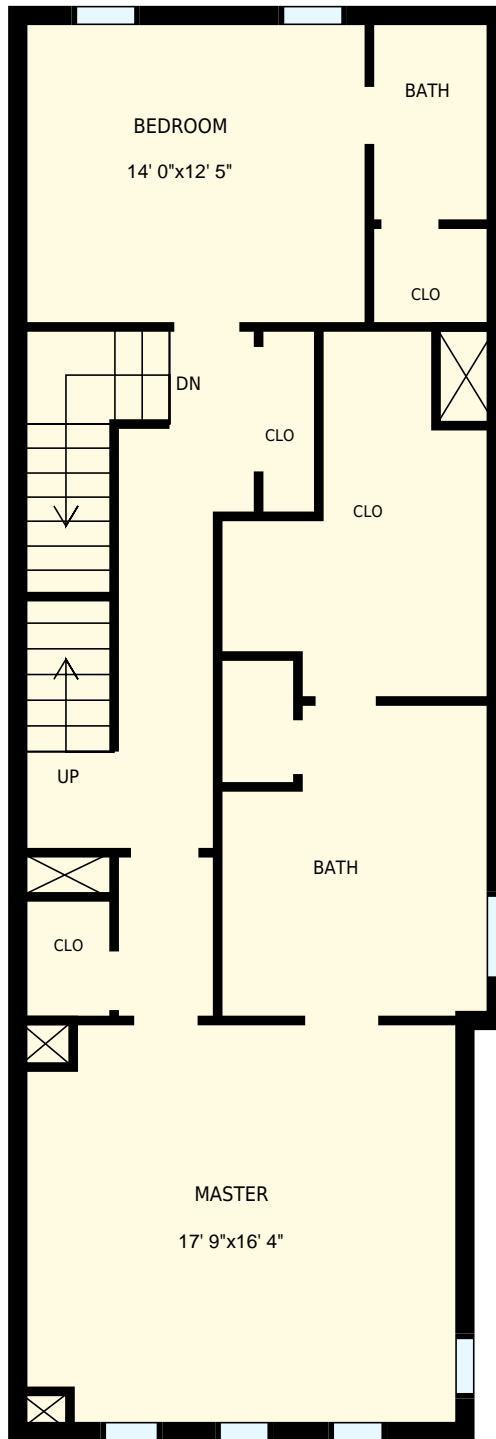 BATH
BEDROOM
14' 0"x12' 5"
CLO
DN
CLO
CLO
UP
BATH
CLO
MASTER
17' 9"x16' 4"